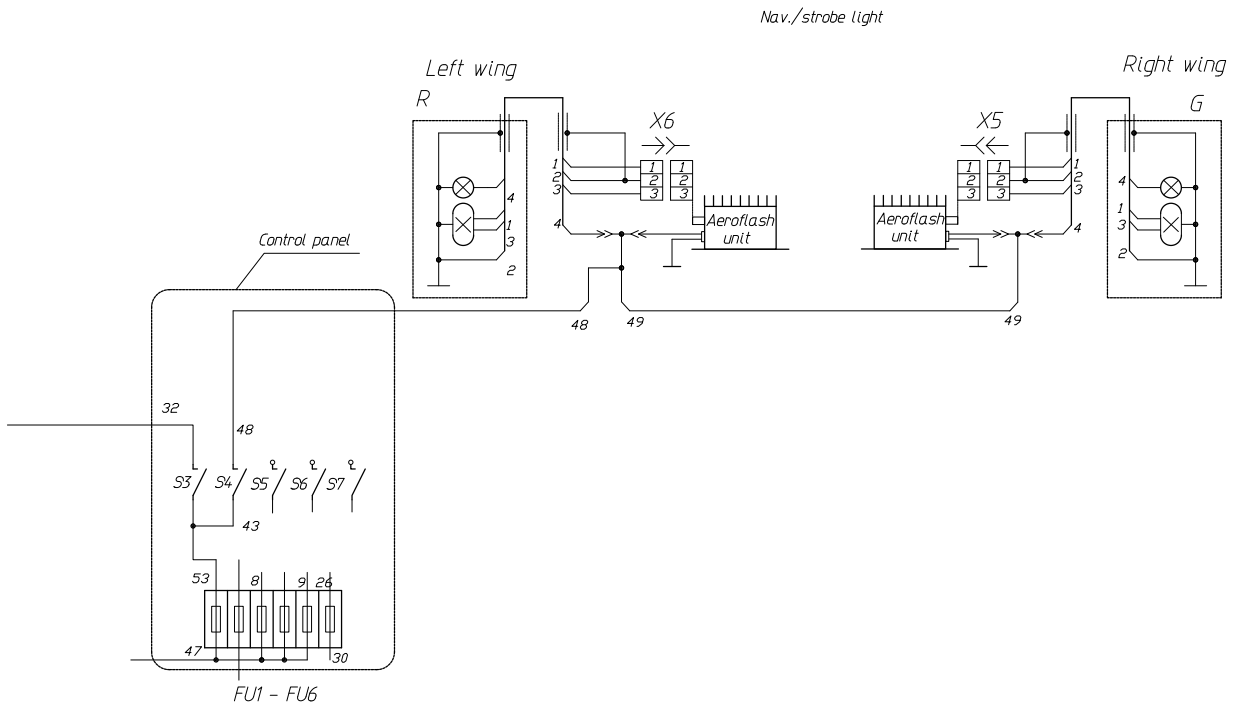 Nav./strobe light
Left wing
Right wing
R
G
X6
X5
1
2
3
1
2
3
1
2
3
1
2
3
1
2
3
1
2
3
4
4
4
4
1
3
2
1
3
2
Aeroflash
unit
Aeroflash
unit
Control panel
48
49
49
32
48
S3
S4
S5
S6
S7
43
53
8
9
26
47
30
FU1 - FU6